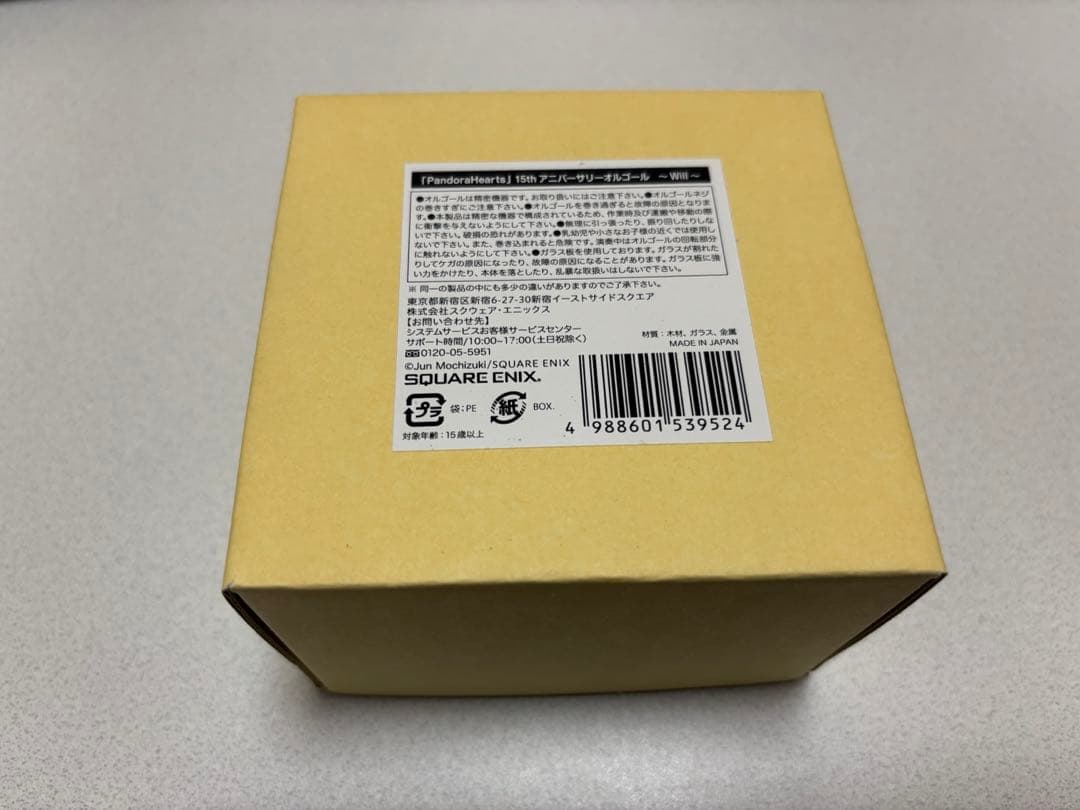 「PandoraHearts」15th アニバーサリーオルゴール　～Will～
●オルゴールは精密機器です。お取り扱いにはご注意下さい。●オルゴールネジ
の巻きすぎにご注意下さい。●オルゴールを巻き過ぎると故障の原因となりま
す。●本製品は精密な機器で構成されているため、作業時及び運搬や移動の際
に衝撃を与えないようにして下さい。●無理に引っ張ったり、振り回したりしな
いで下さい。破損の恐れがあります。●乳幼児や小さなお子様の近くでは使用し
ないで下さい。また、巻き込まれると危険です。演奏中はオルゴールの回転部分
に触れないようにして下さい。●ガラス板を使用しております。ガラスが割れた
りしてケガの原因になったり、故障の原因になることがあります。ガラス板に強
い力をかけたり、本体を落としたり、乱暴な取扱いはしないで下さい。
※ 同一の製品の中にも多少の違いがありますのでご了承下さい。
東京都新宿区新宿6-27-30新宿イーストサイドスクエア
株式会社スクウェア・エニックス
【お問い合わせ先】
システムサービスお客様サービスセンター
サポート時間/10:00~17:00(土日祝除く)
☎0120-05-5951
材質：木材、ガラス、金属
MADE IN JAPAN
©Jun Mochizuki/SQUARE ENIX
SQUARE ENIX.
プラ 袋:PE 紙 BOX.
対象年齢：15歳以上
4 988601 539524